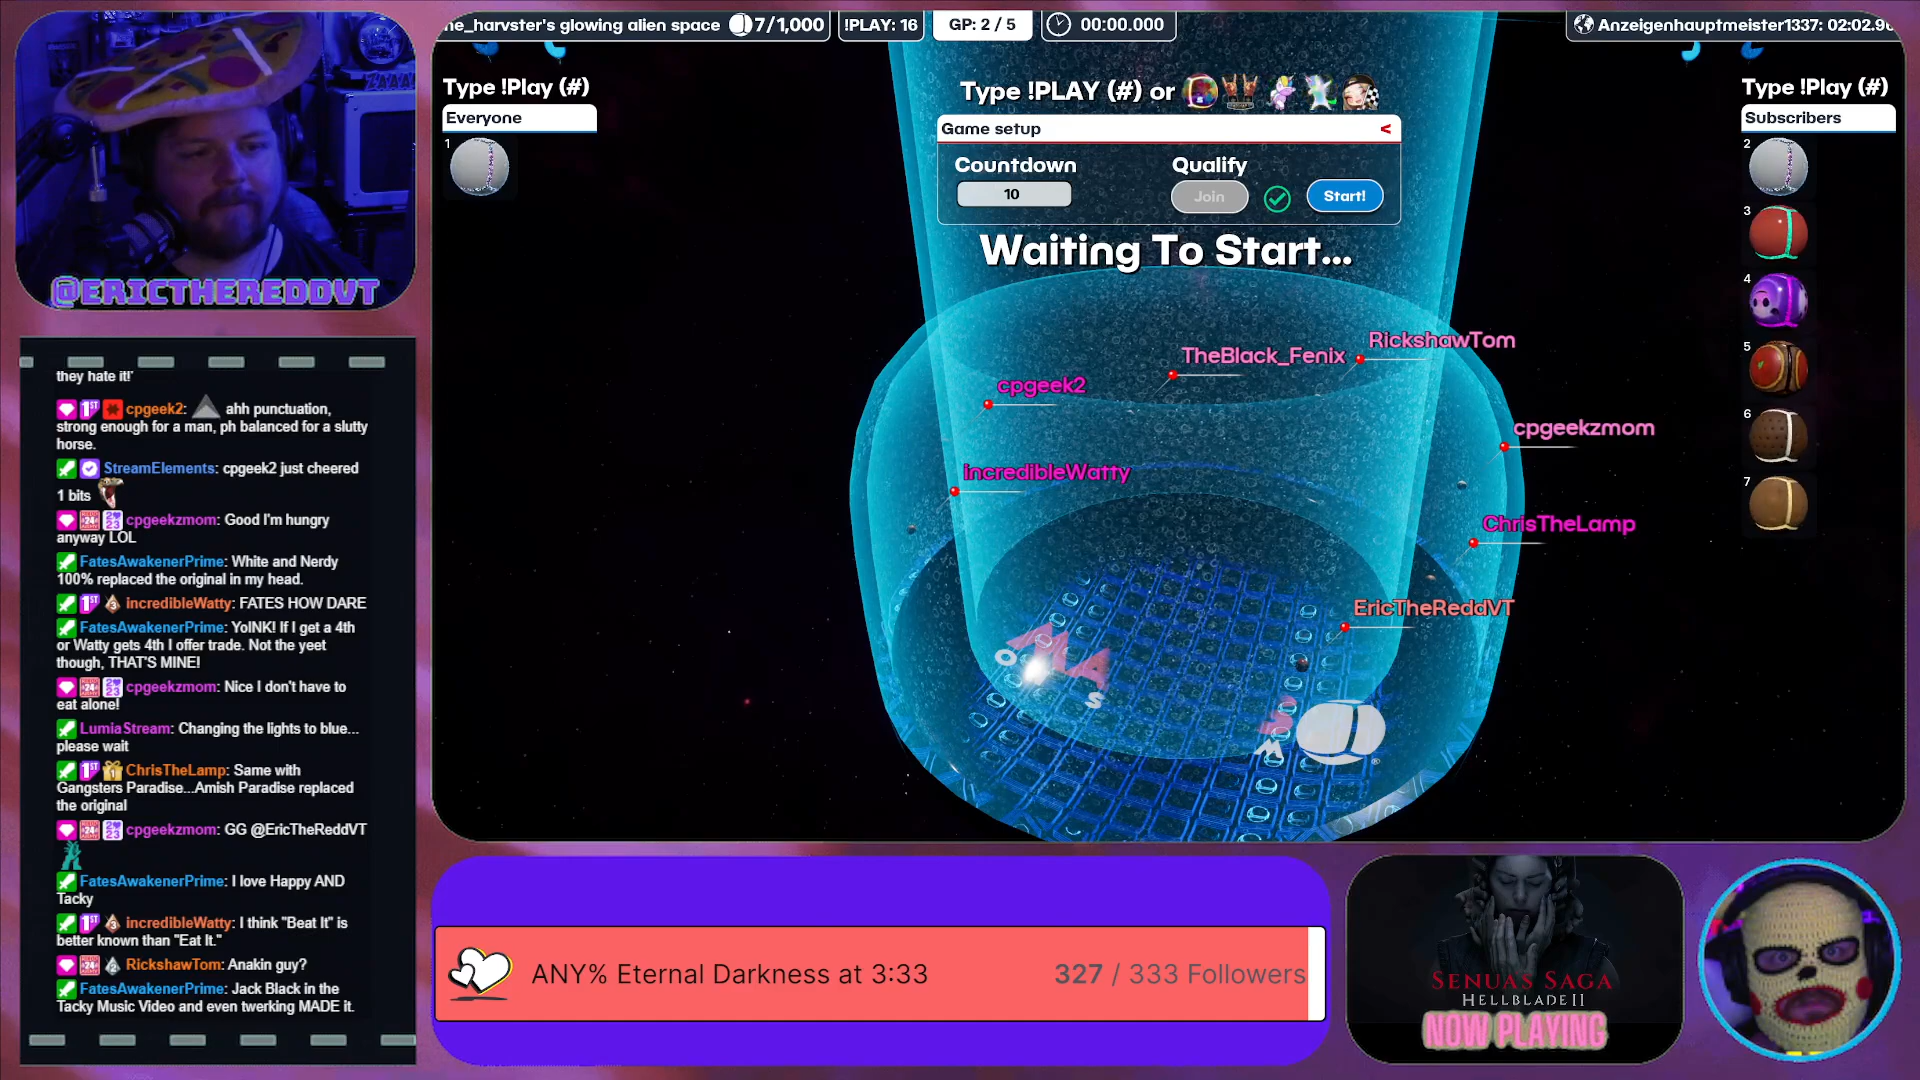 ne_harvster's glowing alien space 7/1,000
!PLAY: 16
GP: 2 / 5
00:00.000
Anzeigenhauptmeister1337: 02:02.9
Type !Play (#)
Everyone
1
Type !PLAY (#) or
Game setup <
Countdown
10
Qualify
Join
Start!
Waiting To Start...
Type !Play (#)
Subscribers
2
3
4
5
6
7
RickshawTom
TheBlack_Fenix
cpgeek2
cpgeekzmom
incredibleWatty
ChrisTheLamp
EricTheReddVT
O
S
M
@ERICTHEREDDVT
they hate it!'
cpgeek2: ahh punctuation,
strong enough for a man, ph balanced for a slutty
horse.
StreamElements: cpgeek2 just cheered
1 bits
cpgeekzmom: Good I'm hungry
anyway LOL
FatesAwakenerPrime: White and Nerdy
100% replaced the original in my head.
incredibleWatty: FATES HOW DARE
FatesAwakenerPrime: YoINK! If I get a 4th
or Watty gets 4th I offer trade. Not the yeet
though, THAT'S MINE!
cpgeekzmom: Nice I don't have to
eat alone!
LumiaStream: Changing the lights to blue...
please wait
ChrisTheLamp: Same with
Gangsters Paradise...Amish Paradise replaced
the original
cpgeekzmom: GG @EricTheReddVT
FatesAwakenerPrime: I love Happy AND
Tacky
incredibleWatty: I think "Beat It" is
better known than "Eat It."
RickshawTom: Anakin guy?
FatesAwakenerPrime: Jack Black in the
Tacky Music Video and even twerking MADE it.
ANY% Eternal Darkness at 3:33
327 / 333 Followers
SENUAS SAGA
HELLBLADE II
NOW PLAYING